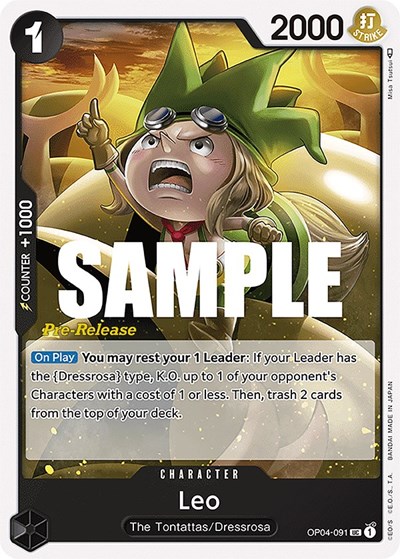 1
2000
打
STRIKE
Misa Tsutsui
COUNTER +1000
SAMPLE
Pre-Release
On Play You may rest your 1 Leader: If your Leader has
the {Dressrosa} type, K.O. up to 1 of your opponent's
Characters with a cost of 1 or less. Then, trash 2 cards
from the top of your deck.
CHARACTER
Leo
The Tontattas/Dressrosa
OP04-091 UC 1
©E.O/S ©E.O./S., T.A. BANDAI MADE IN JAPAN